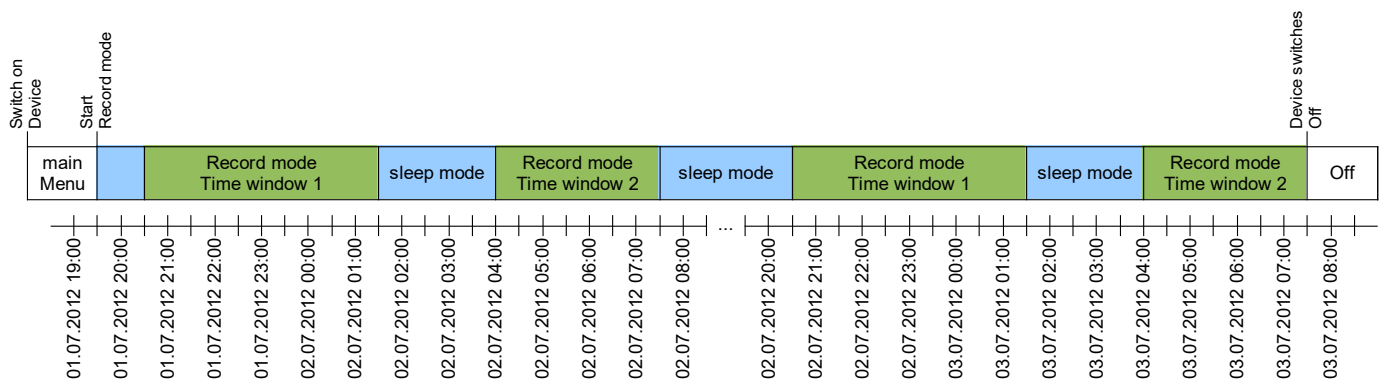 Switch on
Device
Start
Record mode
Device switches
Off
main
Menu
Record mode
Time window 1
sleep mode
Record mode
Time window 2
sleep mode
Record mode
Time window 1
sleep mode
Record mode
Time window 2
Off
...
01.07.2012 19:00
01.07.2012 20:00
01.07.2012 21:00
01.07.2012 22:00
01.07.2012 23:00
02.07.2012 00:00
02.07.2012 01:00
02.07.2012 02:00
02.07.2012 03:00
02.07.2012 04:00
02.07.2012 05:00
02.07.2012 06:00
02.07.2012 07:00
02.07.2012 08:00
02.07.2012 20:00
02.07.2012 21:00
02.07.2012 22:00
02.07.2012 23:00
03.07.2012 00:00
03.07.2012 01:00
03.07.2012 02:00
03.07.2012 03:00
03.07.2012 04:00
03.07.2012 05:00
03.07.2012 06:00
03.07.2012 07:00
03.07.2012 08:00